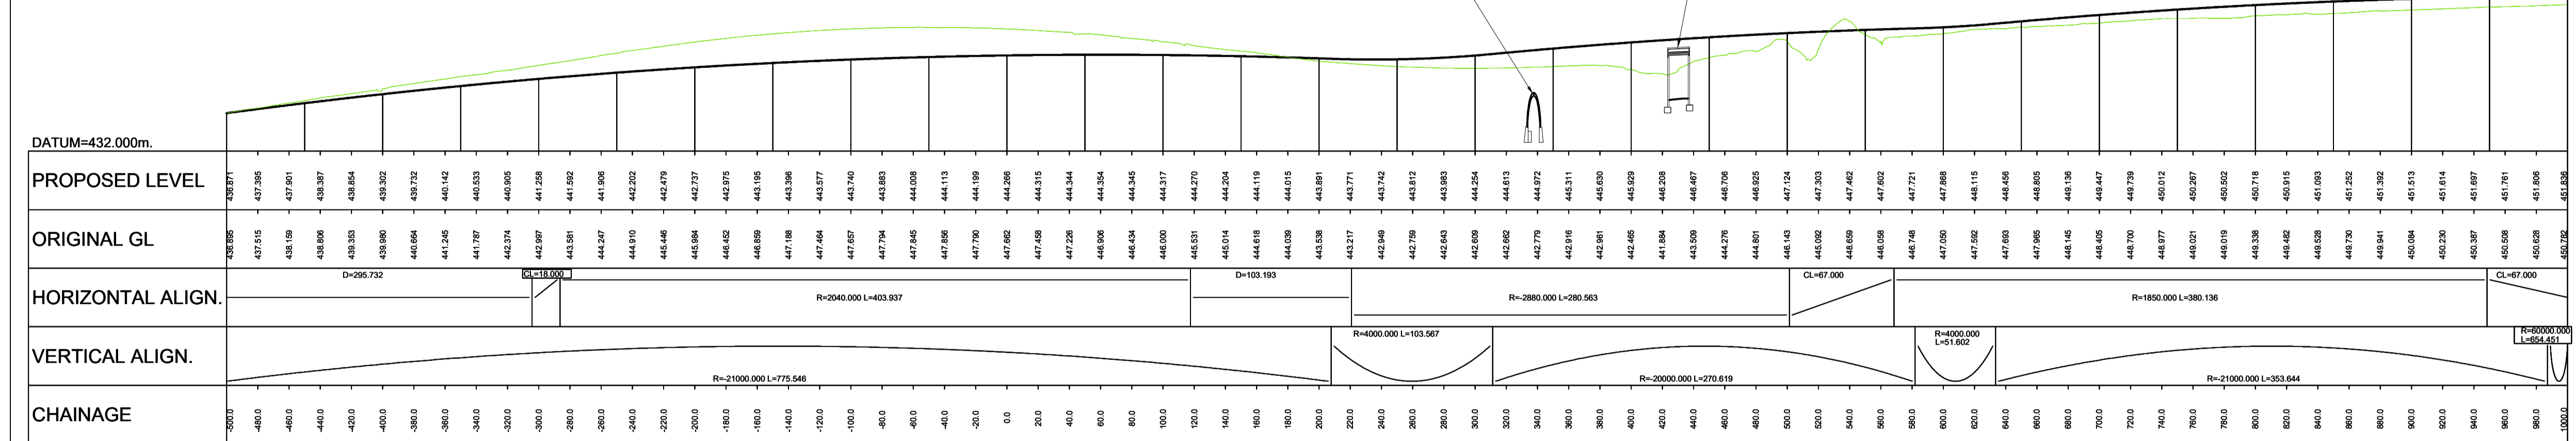 DATUM=432.000m.
PROPOSED LEVEL 436.871 437.395 437.901 438.387 438.854 439.302 439.732 440.142 440.533 440.905 441.258 441.592 441.906 442.202 442.479 442.737 442.975 443.195 443.396 443.577 443.740 443.883 444.008 444.113 444.199 444.266 444.315 444.344 444.354 444.345 444.317 444.270 444.204 444.119 444.015 443.891 443.771 443.742 443.812 443.983 444.254 444.613 444.972 445.311 445.630 445.929 446.208 446.467 446.706 446.925 447.124 447.303 447.462 447.602 447.721 447.868 448.115 448.456 448.805 449.136 449.447 449.739 450.012 450.267 450.502 450.718 450.915 451.093 451.252 451.392 451.513 451.614 451.697 451.761 451.806 451.836
ORIGINAL GL 436.895 437.515 438.159 438.806 439.353 439.980 440.664 441.245 441.787 442.374 442.997 443.581 444.247 444.910 445.446 445.984 446.452 446.859 447.188 447.464 447.657 447.794 447.845 447.856 447.790 447.662 447.458 447.226 446.906 446.434 446.000 445.531 445.014 444.618 444.039 443.538 443.217 442.949 442.759 442.643 442.609 442.662 442.779 442.916 442.961 442.465 441.884 443.509 444.276 444.801 446.143 445.092 448.659 446.058 446.748 447.050 447.592 447.693 447.965 448.145 448.405 448.700 448.977 449.021 449.019 449.338 449.482 449.528 449.730 449.941 450.084 450.230 450.387 450.508 450.628 450.782
HORIZONTAL ALIGN. D=295.732 CL=18.000 R=2040.000 L=403.937 D=103.193 R=-2880.000 L=280.563 CL=67.000 R=1850.000 L=380.136 CL=67.000
VERTICAL ALIGN. R=-21000.000 L=775.546 R=4000.000 L=103.567 R=-20000.000 L=270.619 R=4000.000
L=51.602
R=-21000.000 L=353.644 R=60000.000
L=654.451
CHAINAGE -500.0 -480.0 -460.0 -440.0 -420.0 -400.0 -380.0 -360.0 -340.0 -320.0 -300.0 -280.0 -260.0 -240.0 -220.0 -200.0 -180.0 -160.0 -140.0 -120.0 -100.0 -80.0 -60.0 -40.0 -20.0 0.0 20.0 40.0 60.0 80.0 100.0 120.0 140.0 160.0 180.0 200.0 220.0 240.0 260.0 280.0 300.0 320.0 340.0 360.0 380.0 400.0 420.0 440.0 460.0 480.0 500.0 520.0 540.0 560.0 580.0 600.0 620.0 640.0 660.0 680.0 700.0 720.0 740.0 760.0 780.0 800.0 820.0 840.0 860.0 880.0 900.0 920.0 940.0 960.0 980.0 1000.0